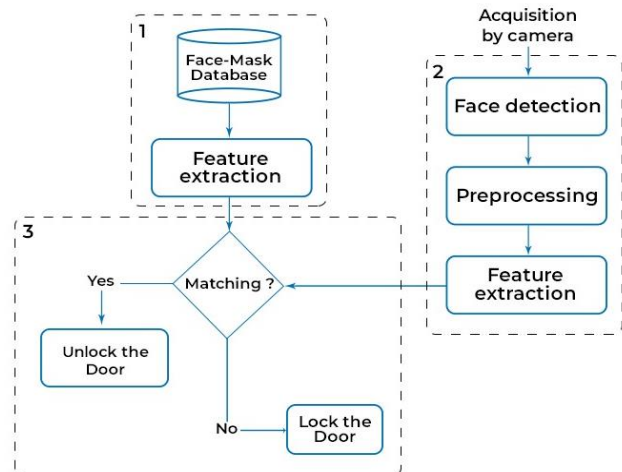 1
Face-Mask
Database
Feature
extraction
Acquisition
by camera
2
Face detection
Preprocessing
Feature
extraction
3
Matching ?
Yes
Unlock the
Door
No
Lock the
Door